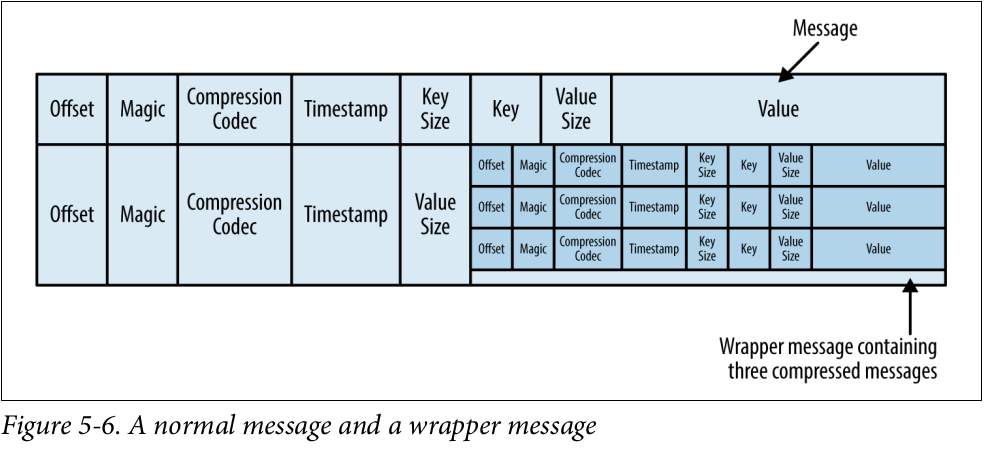 Message
Offset Magic Compression Codec Timestamp Key Size Key Value Size Value
Offset Magic Compression Codec Timestamp Value Size
Offset Magic Compression Codec Timestamp Key Size Key Value Size Value
Offset Magic Compression Codec Timestamp Key Size Key Value Size Value
Offset Magic Compression Codec Timestamp Key Size Key Value Size Value
Wrapper message containing
three compressed messages
Figure 5-6. A normal message and a wrapper message